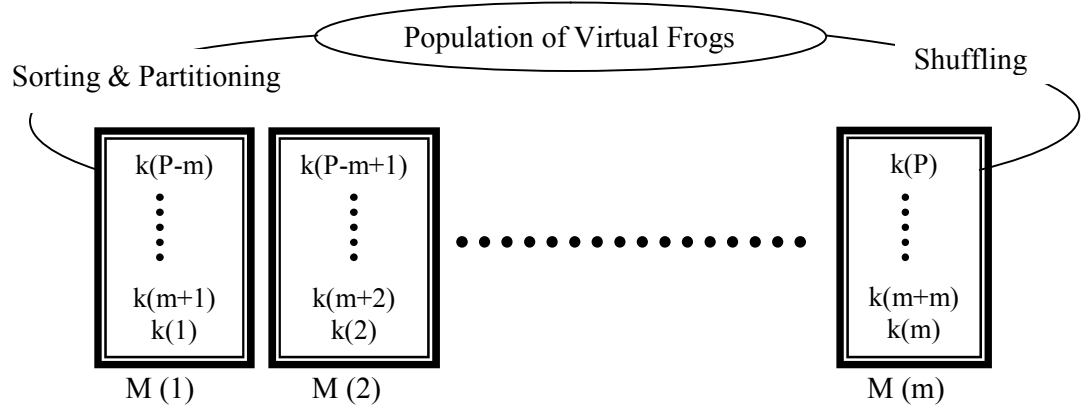 Population of Virtual Frogs
Sorting & Partitioning
Shuffling
k(P-m)
k(m+1)
k(1)
M (1)
k(P-m+1)
k(m+2)
k(2)
M (2)
k(P)
k(m+m)
k(m)
M (m)